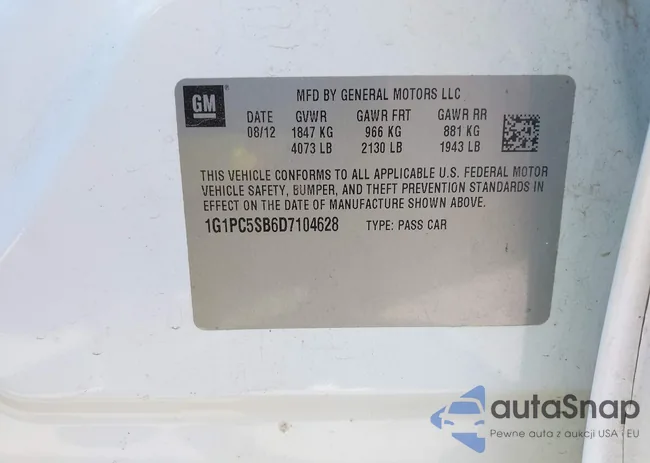 GM
MFD BY GENERAL MOTORS LLC
DATE GVWR GAWR FRT GAWR RR
08/12 1847 KG 966 KG 881 KG
4073 LB 2130 LB 1943 LB
THIS VEHICLE CONFORMS TO ALL APPLICABLE U.S. FEDERAL MOTOR
VEHICLE SAFETY, BUMPER, AND THEFT PREVENTION STANDARDS IN
EFFECT ON THE DATE OF MANUFACTURE SHOWN ABOVE.
1G1PC5SB6D7104628 TYPE: PASS CAR
autoSnap
Pewne auta z aukcji USA - EU